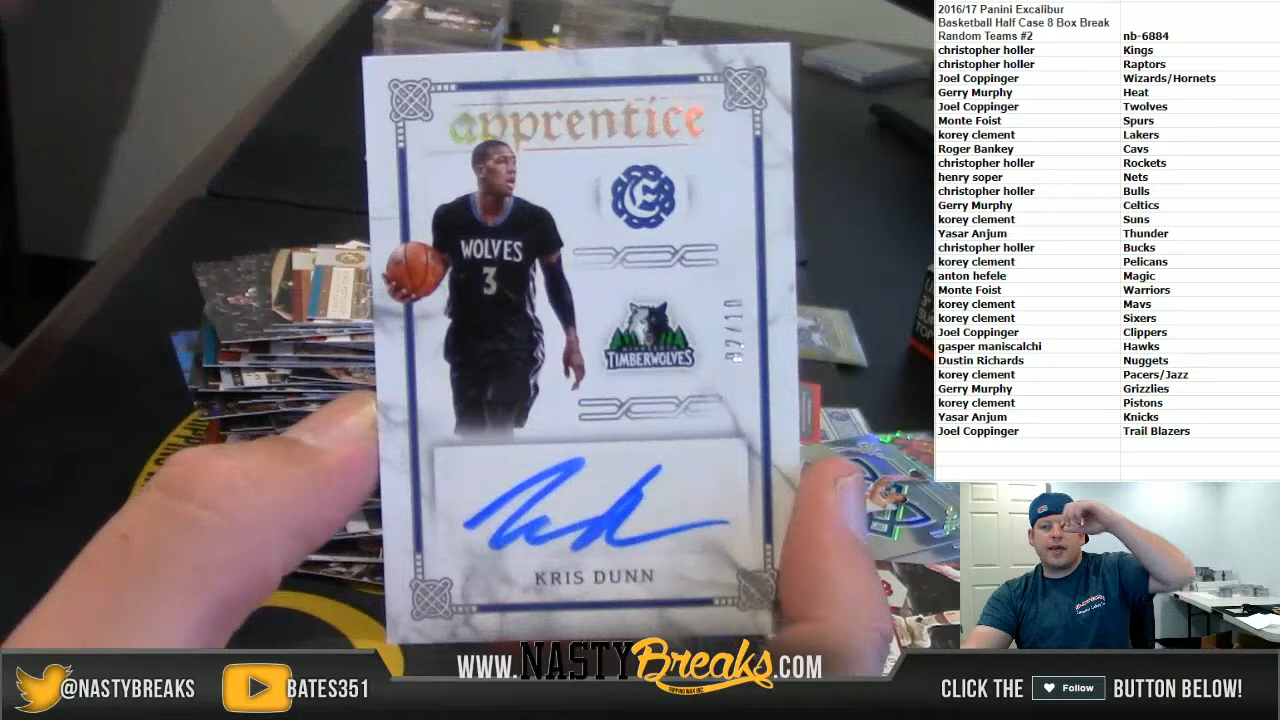 2016/17 Panini Excalibur
Basketball Half Case 8 Box Break
Random Teams #2 nb-6884
christopher holler Kings
christopher holler Raptors
Joel Coppinger Wizards/Hornets
Gerry Murphy Heat
Joel Coppinger Twolves
Monte Foist Spurs
korey clement Lakers
Roger Bankey Cavs
christopher holler Rockets
henry soper Nets
christopher holler Bulls
Gerry Murphy Celtics
korey clement Suns
Yasar Anjum Thunder
christopher holler Bucks
korey clement Pelicans
anton hefele Magic
Monte Foist Warriors
korey clement Mavs
korey clement Sixers
Joel Coppinger Clippers
gasper maniscalchi Hawks
Dustin Richards Nuggets
korey clement Pacers/Jazz
Gerry Murphy Grizzlies
korey clement Pistons
Yasar Anjum Knicks
Joel Coppinger Trail Blazers
apprentice
E
WOLVES
3
MINNESOTA
TIMBERWOLVES
02/10
KRIS DUNN
@NASTYBREAKS
BATES351
WWW.NASTYBreaks.COM
RIPPING WAX INC
CLICK THE Follow BUTTON BELOW!